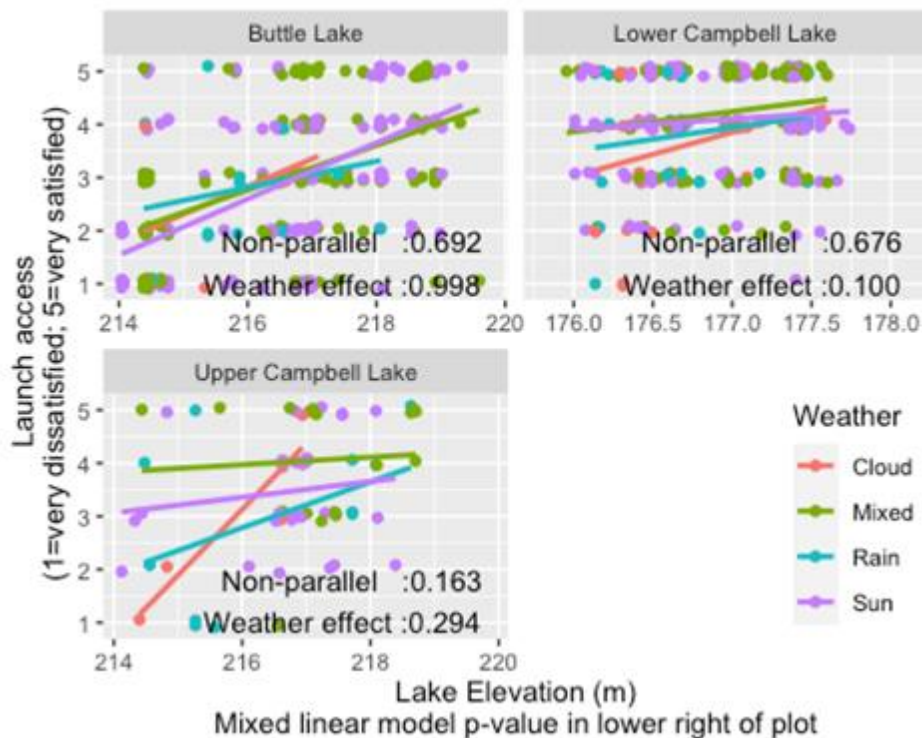 Buttle Lake
Lower Campbell Lake
5
4
3
2
1
Non-parallel :0.692
Weather effect :0.998
Non-parallel :0.676
Weather effect :0.100
214 216 218 220
176.0 176.5 177.0 177.5 178.0
Upper Campbell Lake
5
4
3
2
1
Non-parallel :0.163
Weather effect :0.294
214 216 218 220
Launch access
(1=very dissatisfied; 5=very satisfied)
Weather
Cloud
Mixed
Rain
Sun
Lake Elevation (m)
Mixed linear model p-value in lower right of plot